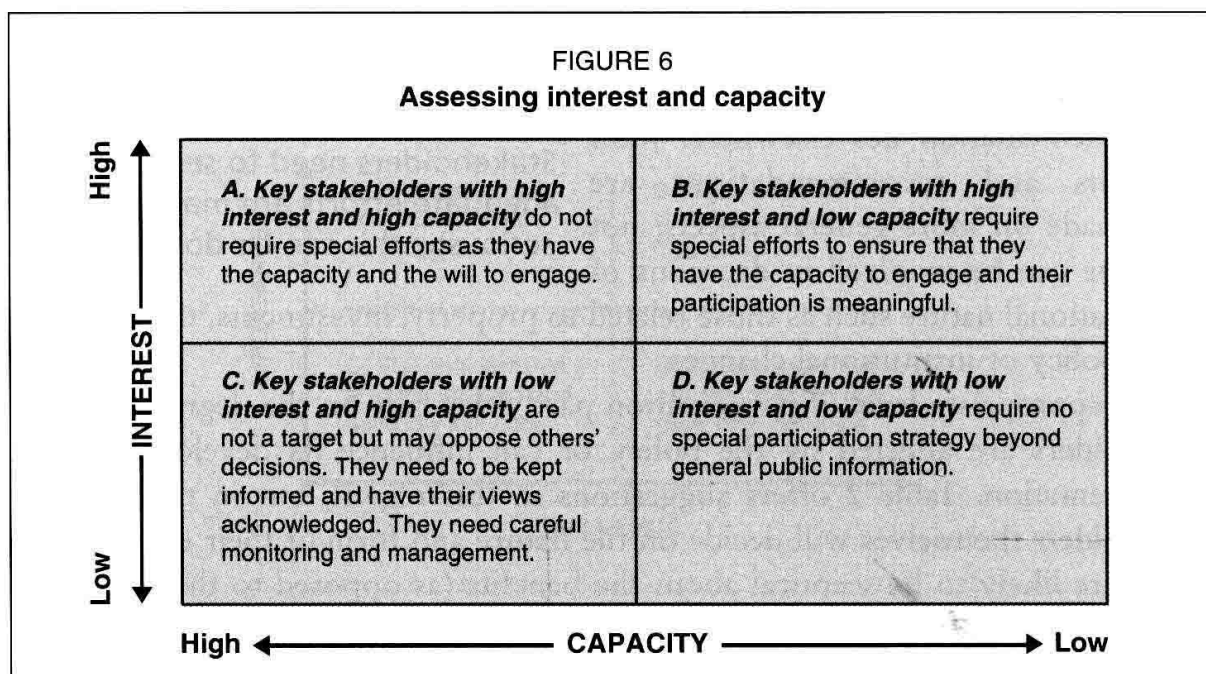 FIGURE 6
Assessing interest and capacity
High
INTEREST
Low
A. Key stakeholders with high
interest and high capacity do not
require special efforts as they have
the capacity and the will to engage.
B. Key stakeholders with high
interest and low capacity require
special efforts to ensure that they
have the capacity to engage and their
participation is meaningful.
C. Key stakeholders with low
interest and high capacity are
not a target but may oppose others’
decisions. They need to be kept
informed and have their views
acknowledged. They need careful
monitoring and management.
D. Key stakeholders with low
interest and low capacity require no
special participation strategy beyond
general public information.
High
CAPACITY
Low